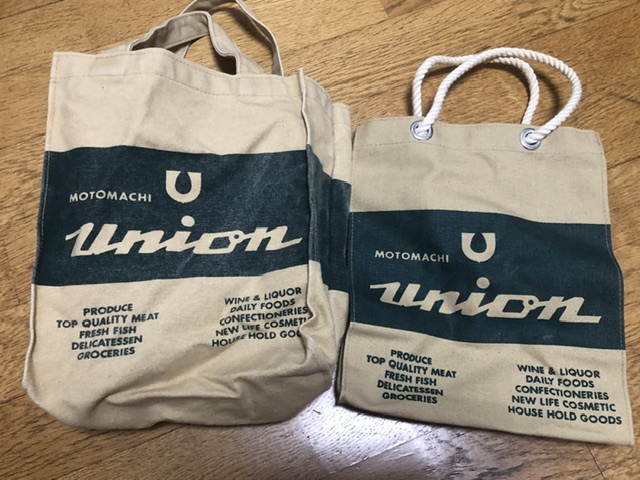 MOTOMACHI
U
union
PRODUCE
TOP QUALITY MEAT
FRESH FISH
DELICATESSEN
GROCERIES
WINE & LIQUOR
DAILY FOODS
CONFECTIONERIES
NEW LIFE COSMETIC
HOUSE HOLD GOODS
MOTOMACHI
U
union
PRODUCE
TOP QUALITY MEAT
FRESH FISH
DELICATESSEN
GROCERIES
WINE & LIQUOR
DAILY FOODS
CONFECTIONERIES
NEW LIFE COSMETIC
HOUSE HOLD GOODS